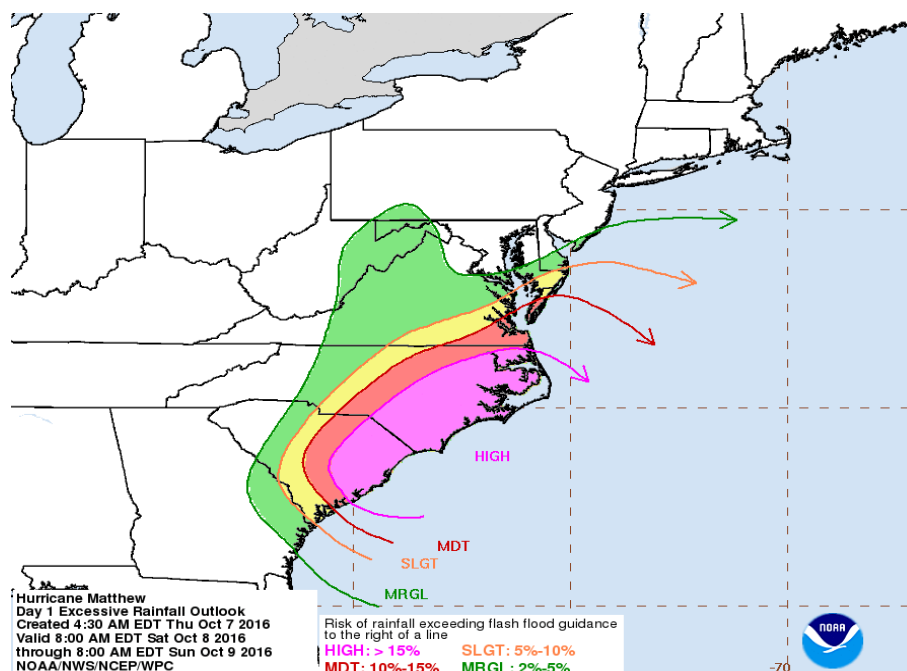 HIGH
MDT
SLGT
MRGL
-70
Hurricane Matthew
Day 1 Excessive Rainfall Outlook
Created 4:30 AM EDT Thu Oct 7 2016
Valid 8:00 AM EDT Sat Oct 8 2016
through 8:00 AM EDT Sun Oct 9 2016
NOAA/NWS/NCEP/WPC
Risk of rainfall exceeding flash flood guidance
to the right of a line
HIGH: > 15% SLGT: 5%-10%
MDT: 10%-15% MRGL: 2%-5%
NOAA